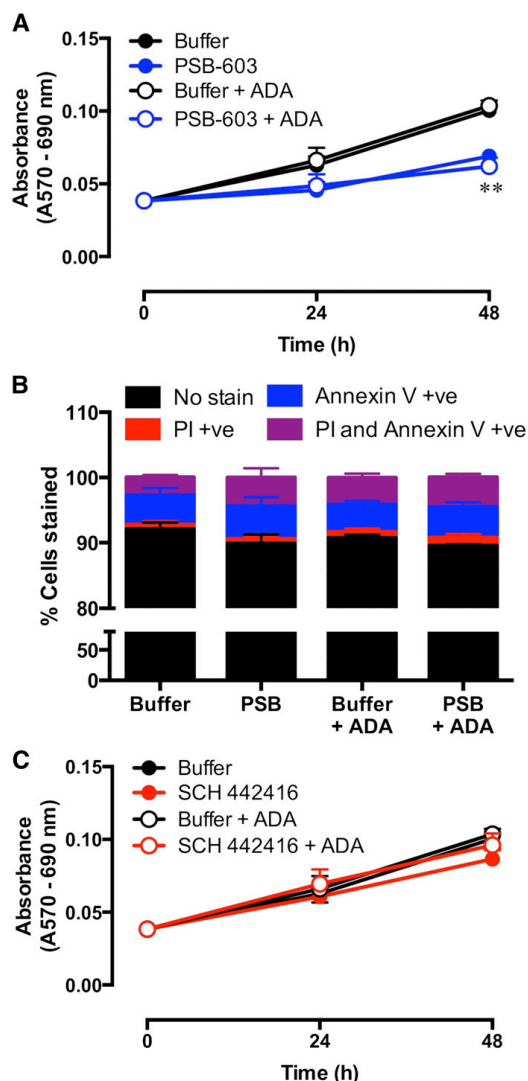 A
Absorbance
(A570 - 690 nm)
0.15
0.10
0.05
0.00
Buffer
PSB-603
Buffer + ADA
PSB-603 + ADA
**
0 24 48
Time (h)
B
No stain Annexin V +ve
PI +ve PI and Annexin V +ve
% Cells stained
110
100
90
80
50
0
Buffer PSB Buffer PSB
+ ADA + ADA
C
Absorbance
(A570 - 690 nm)
0.15
0.10
0.05
0.00
Buffer
SCH 442416
Buffer + ADA
SCH 442416 + ADA
0 24 48
Time (h)